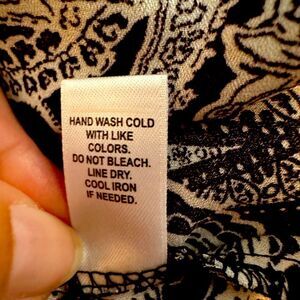 HAND WASH COLD
WITH LIKE
COLORS.
DO NOT BLEACH.
LINE DRY.
COOL IRON
IF NEEDED.